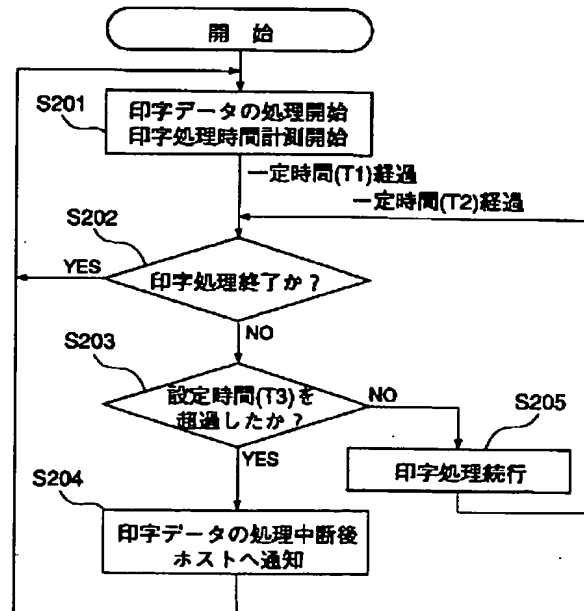 開 始
S201
印字データの処理開始
印字処理時間計測開始
一定時間(T1)経過
一定時間(T2)経過
S202
YES
印字処理終了か？
NO
S203
設定時間(T3)を
超過したか？
NO
YES
S205
印字処理続行
S204
印字データの処理中断後
ホストへ通知